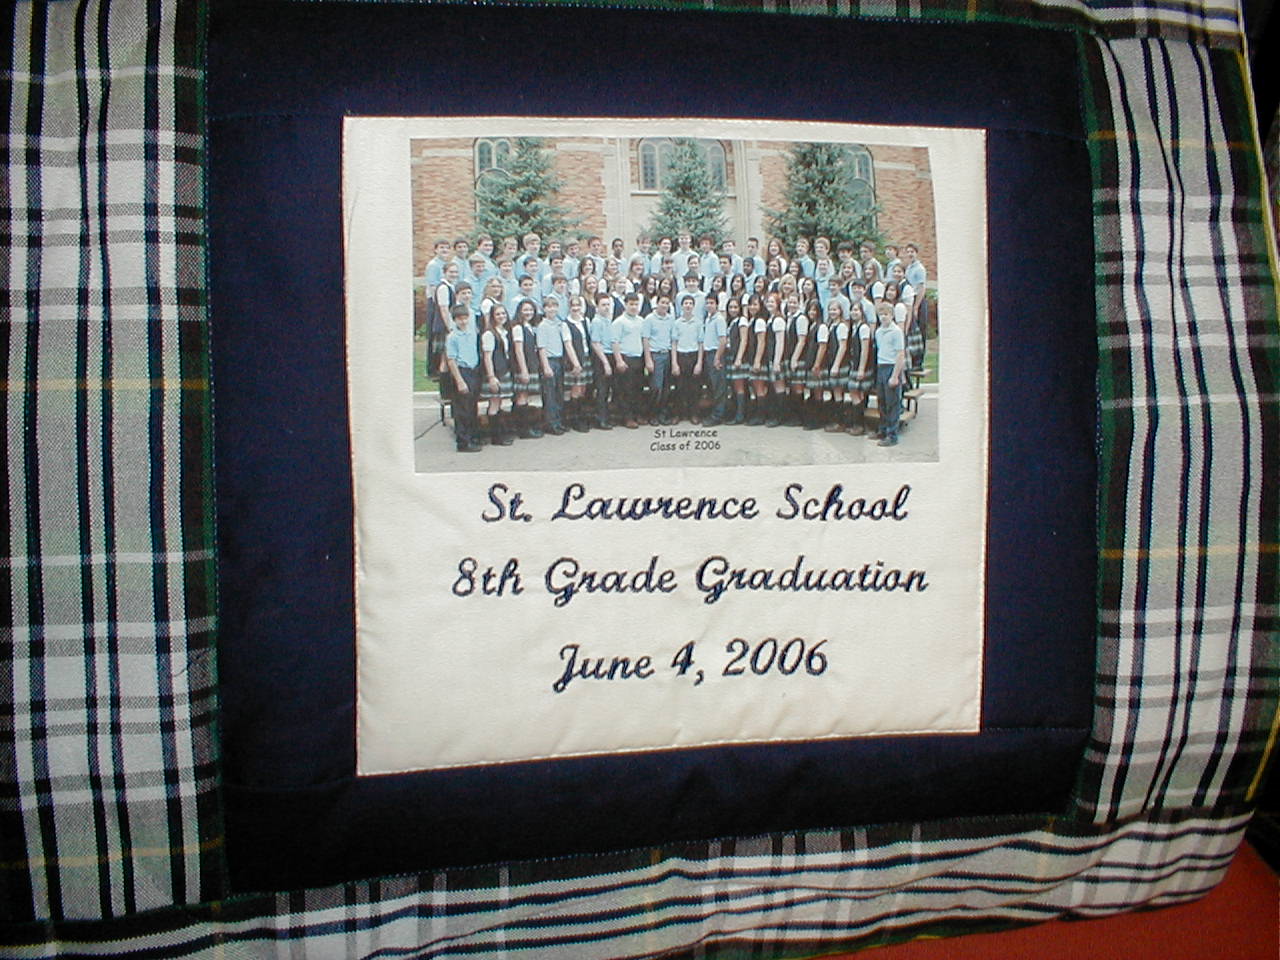 St Lawrence
Class of 2006
St. Lawrence School
8th Grade Graduation
June 4, 2006